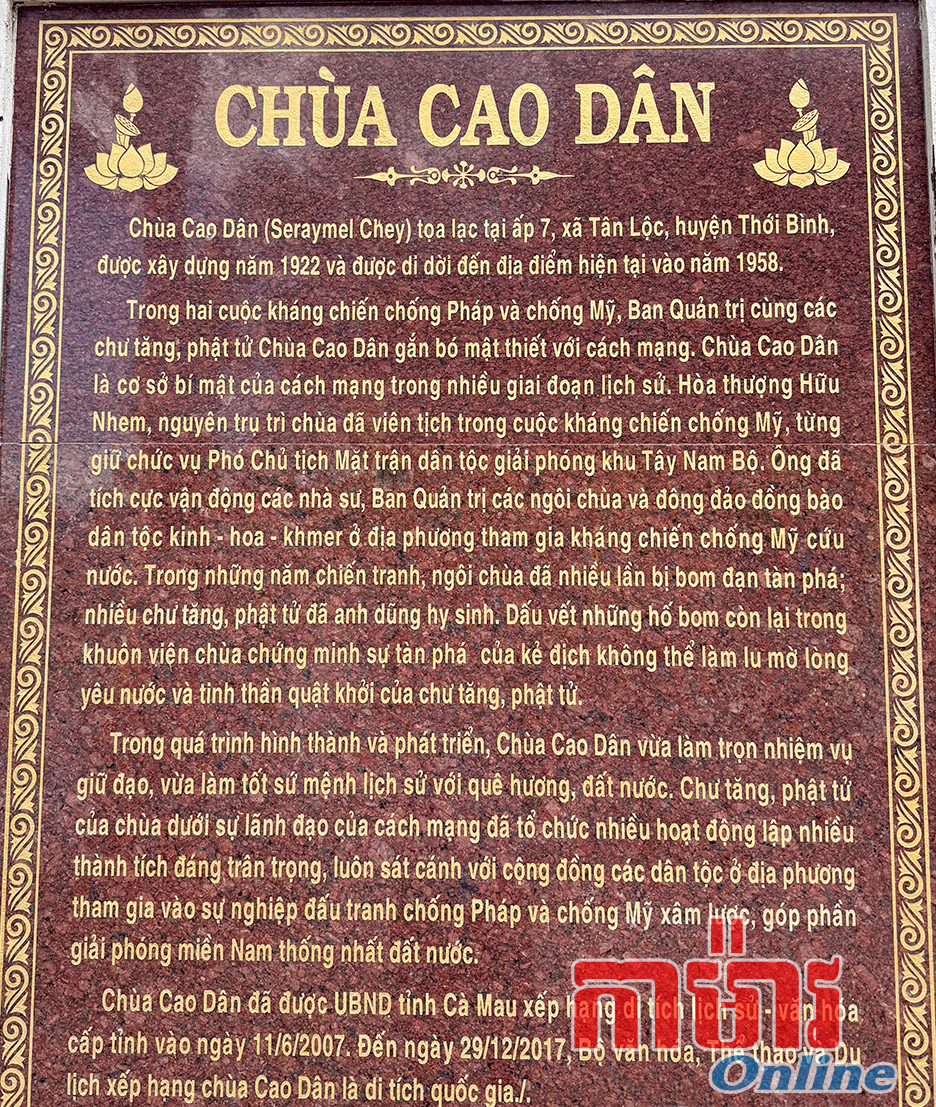 CHÙA CAO DÂN
Chùa Cao Dân (Seraymel Chey) tọa lạc tại ấp 7, xã Tân Lộc, huyện Thới Bình,
được xây dựng năm 1922 và được di dời đến địa điểm hiện tại vào năm 1958.
Trong hai cuộc kháng chiến chống Pháp và chống Mỹ, Ban Quản trị cùng các
chư tăng, phật tử Chùa Cao Dân gắn bó mật thiết với cách mạng. Chùa Cao Dân
là cơ sở bí mật của cách mạng trong nhiều giai đoạn lịch sử. Hòa thượng Hữu
Nhem, nguyên trụ trì chùa đã viên tịch trong cuộc kháng chiến chống Mỹ, từng
giữ chức vụ Phó Chủ tịch Mặt trận dân tộc giải phóng khu Tây Nam Bộ. Ông đã
tích cực vận động các nhà sư, Ban Quản trị các ngôi chùa và đông đảo đồng bào
dân tộc kinh - hoa - khmer ở địa phương tham gia kháng chiến chống Mỹ cứu
nước. Trong những năm chiến tranh, ngôi chùa đã nhiều lần bị bom đạn tàn phá;
nhiều chư tăng, phật tử đã anh dũng hy sinh. Dấu vết những hố bom còn lại trong
khuôn viện chùa chứng minh sự tàn phá của kẻ địch không thể làm lu mờ lòng
yêu nước và tinh thần quật khởi của chư tăng, phật tử.
Trong quá trình hình thành và phát triển, Chùa Cao Dân vừa làm trọn nhiệm vụ
giữ đạo, vừa làm tốt sứ mệnh lịch sử với quê hương, đất nước. Chư tăng, phật tử
của chùa dưới sự lãnh đạo của cách mạng đã tổ chức nhiều hoạt động lập nhiều
thành tích đáng trân trọng, luôn sát cánh với cộng đồng các dân tộc ở địa phương
tham gia vào sự nghiệp đấu tranh chống Pháp và chống Mỹ xâm lược, góp phần
giải phóng miền Nam thống nhất đất nước.
Chùa Cao Dân đã được UBND tỉnh Cà Mau xếp hạng di tích lịch sử - văn hóa
cấp tỉnh vào ngày 11/6/2007. Đến ngày 29/12/2017, Bộ Văn hóa, Thể thao và Du
lịch xếp hạng chùa Cao Dân là di tích quốc gia./.
Online